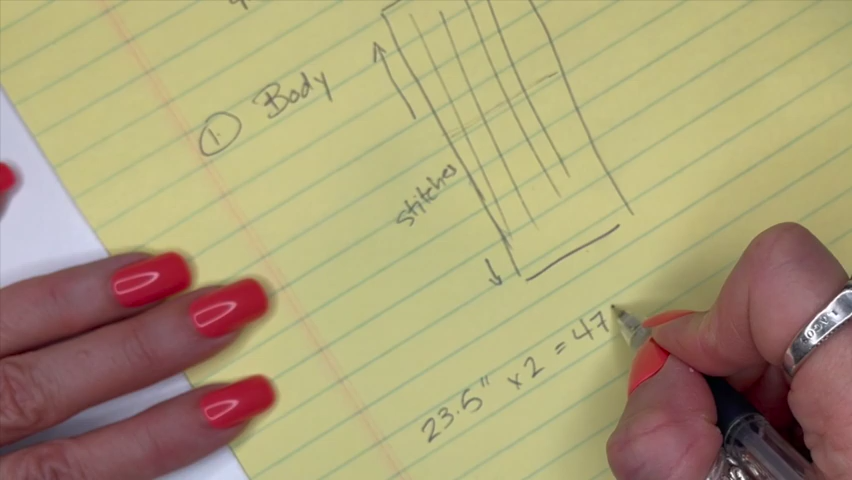 ① Body
stitches
23.5" x 2 = 47